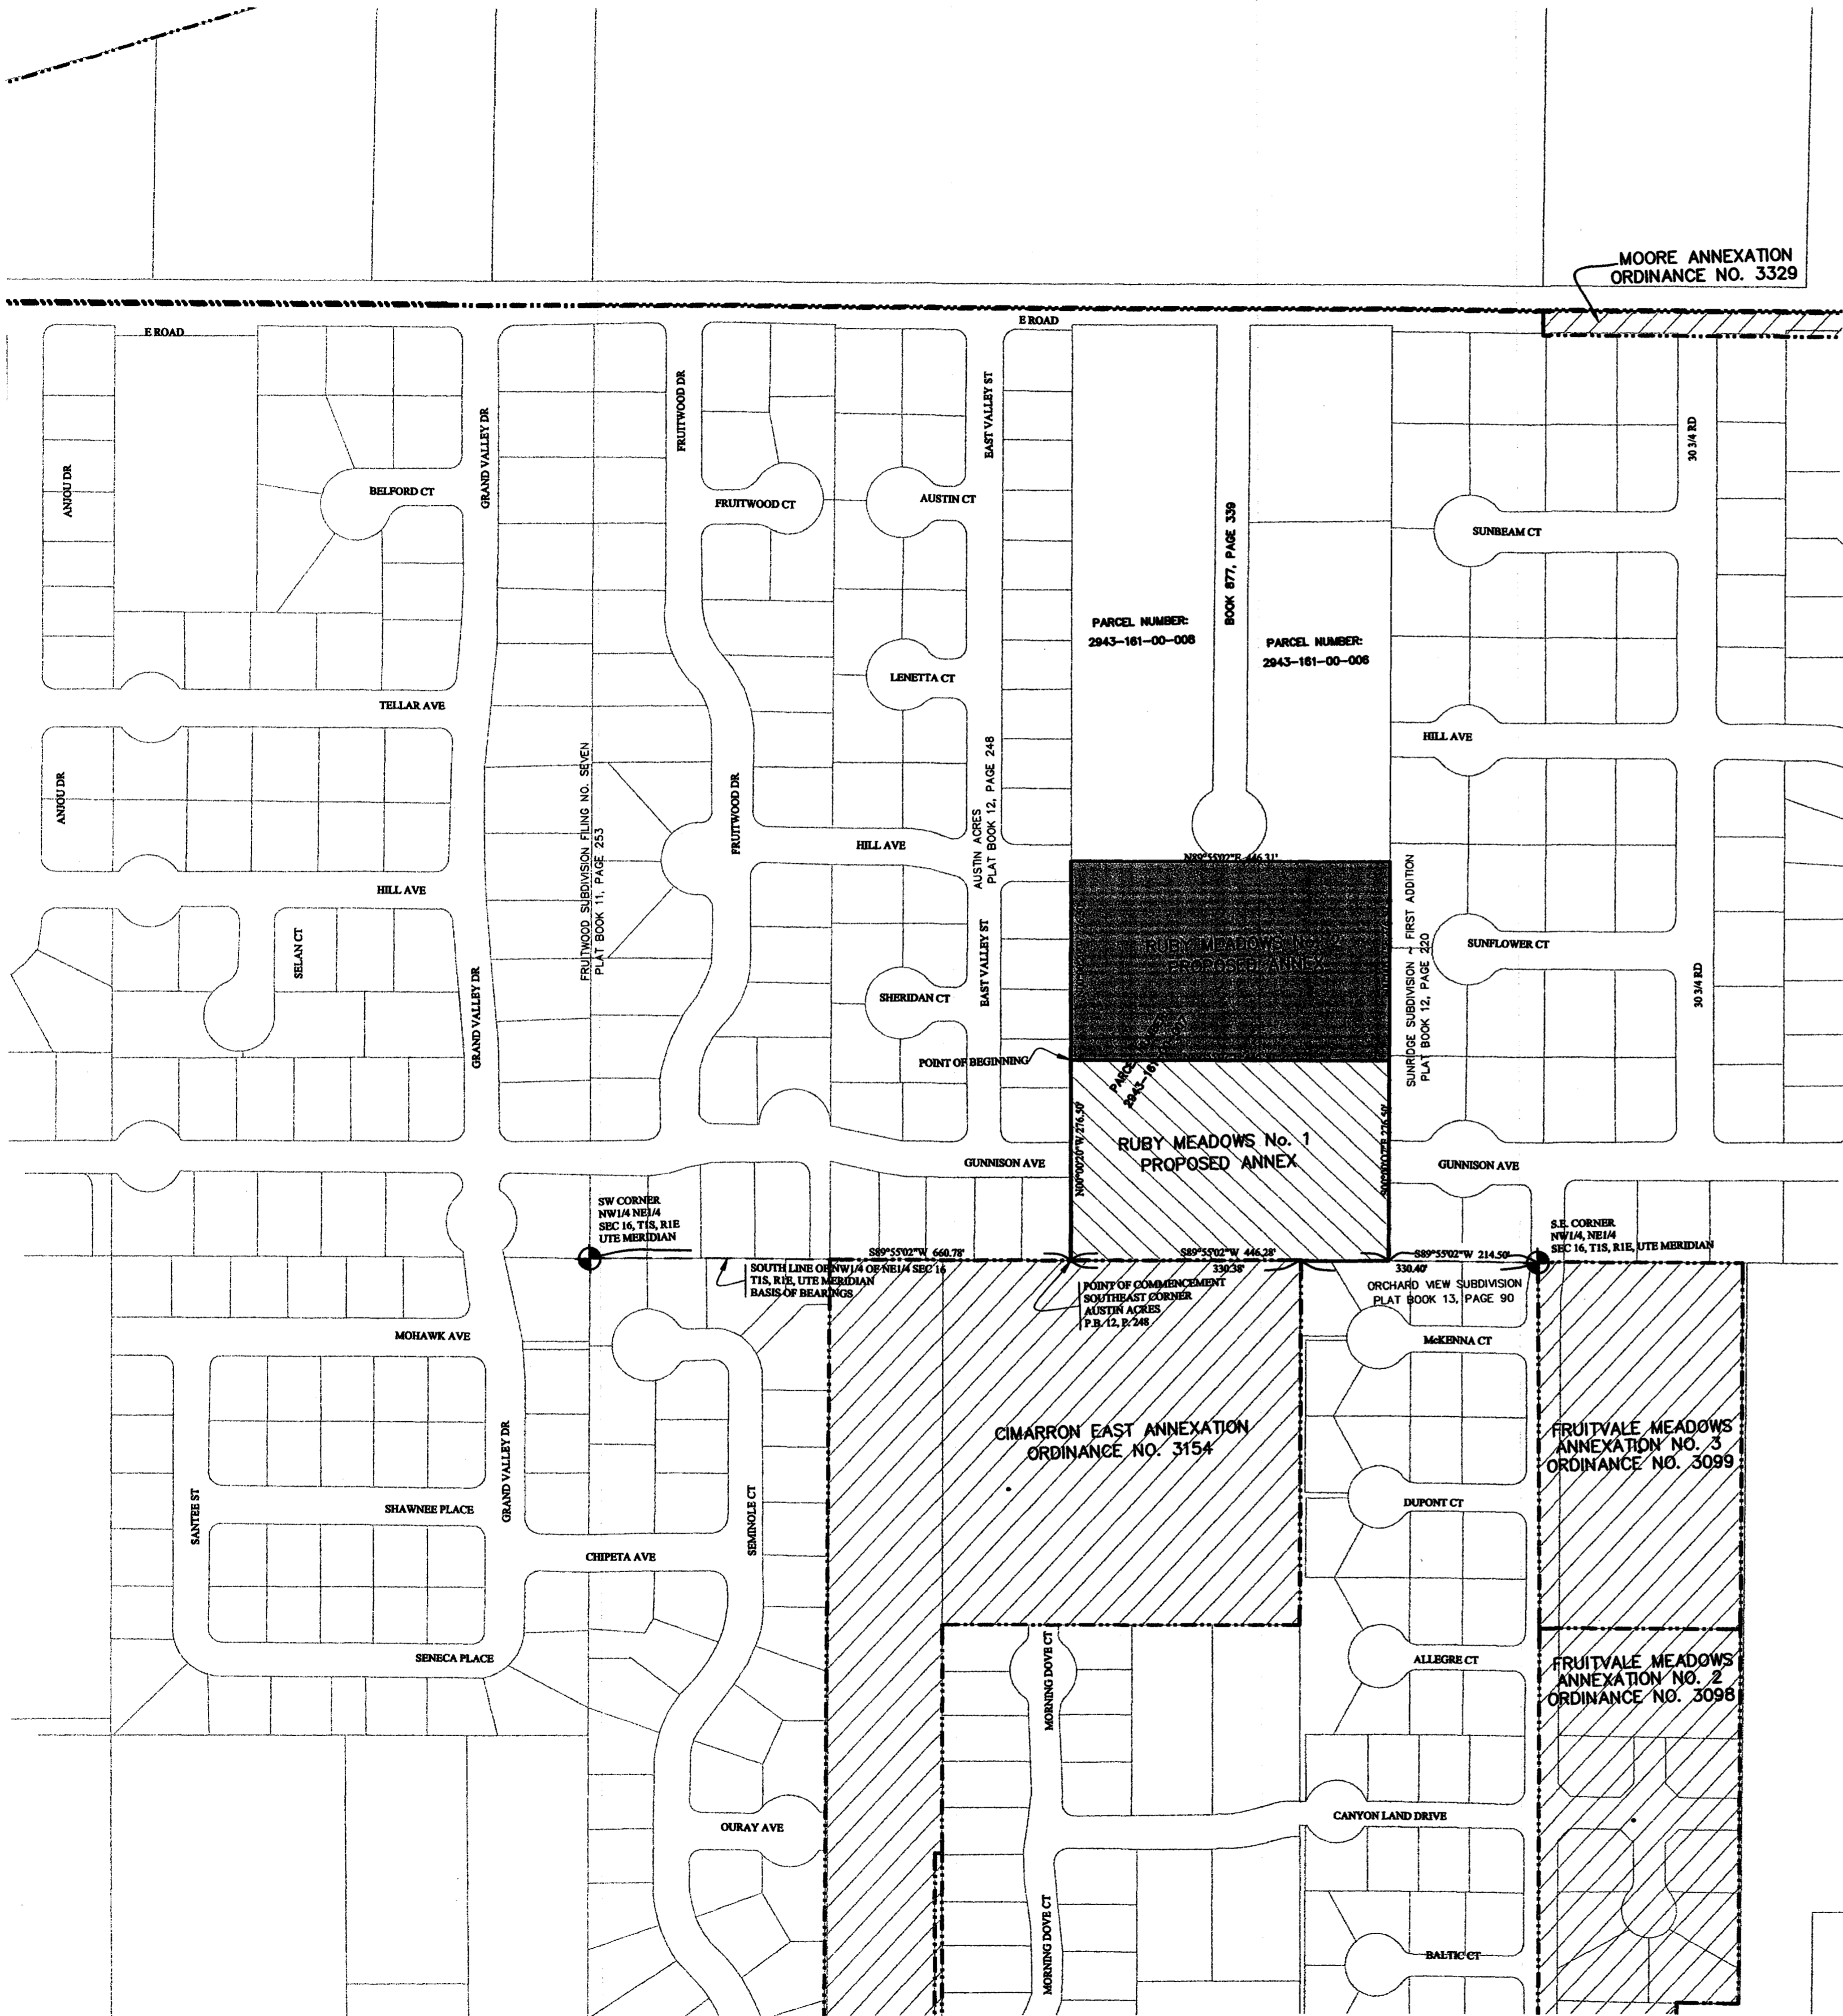 MOORE ANNEXATION
ORDINANCE NO. 3329
E ROAD
E ROAD
ANJOU DR
BELFORD CT
GRAND VALLEY DR
FRUITWOOD DR
FRUITWOOD CT
AUSTIN CT
EAST VALLEY ST
BOOK 877, PAGE 339
SUNBEAM CT
30 3/4 RD
PARCEL NUMBER:
2943-161-00-006
PARCEL NUMBER:
2943-161-00-006
LENETTA CT
TELLAR AVE
HILL AVE
ANJOU DR
FRUITWOOD SUBDIVISION FILING NO. SEVEN
PLAT BOOK 11, PAGE 253
FRUITWOOD DR
HILL AVE
AUSTIN ACRES
PLAT BOOK 12, PAGE 248
N89°55'02"E 446.31'
HILL AVE
SELAN CT
GRAND VALLEY DR
SHERIDAN CT
EAST VALLEY ST
RUBY MEADOWS No. 2
PROPOSED ANNEX
SUNRIDGE SUBDIVISION ~ FIRST ADDITION
PLAT BOOK 12, PAGE 220
SUNFLOWER CT
30 3/4 RD
POINT OF BEGINNING
2943-161
N00°00'20"W 276.50'
RUBY MEADOWS No. 1
PROPOSED ANNEX
276.50'
GUNNISON AVE
GUNNISON AVE
SW CORNER
NW1/4 NE1/4
SEC 16, T1S, R1E
UTE MERIDIAN
S.E. CORNER
NW1/4, NE1/4
SEC 16, T1S, R1E, UTE MERIDIAN
S89°55'02"W 660.78'
S89°55'02"W 446.28'
S89°55'02"W 214.50'
330.38'
330.40'
SOUTH LINE OF NW1/4 OF NE1/4 SEC 16
T1S, R1E, UTE MERIDIAN
BASIS OF BEARINGS
POINT OF COMMENCEMENT
SOUTHEAST CORNER
AUSTIN ACRES
P.B. 12, P. 248
ORCHARD VIEW SUBDIVISION
PLAT BOOK 13, PAGE 90
MOHAWK AVE
McKENNA CT
CIMARRON EAST ANNEXATION
ORDINANCE NO. 3154
FRUITVALE MEADOWS
ANNEXATION NO. 3
ORDINANCE NO. 3099
SANTEE ST
SHAWNEE PLACE
GRAND VALLEY DR
SEMINOLE CT
DUPONT CT
CHIPETA AVE
SENECA PLACE
MORNING DOVE CT
ALLEGRE CT
FRUITVALE MEADOWS
ANNEXATION NO. 2
ORDINANCE NO. 3098
OURAY AVE
CANYON LAND DRIVE
MORNING DOVE CT
BALTIC CT